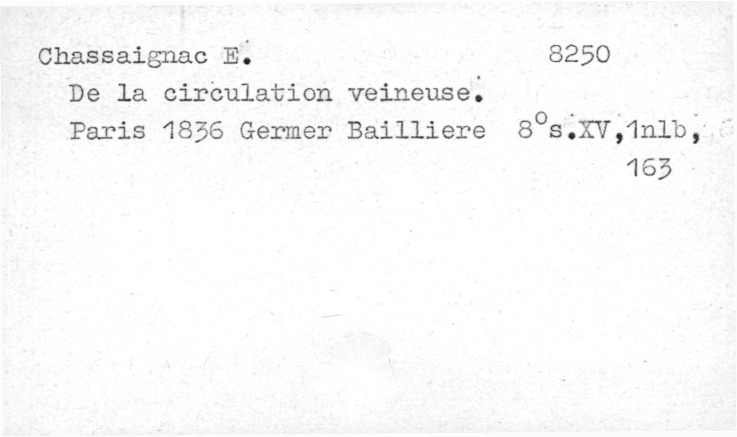 Chassaignac E. 8250
De la circulation veineuse.
Paris 1836 Germer Bailliere 8°s.XV,1nlb,
163